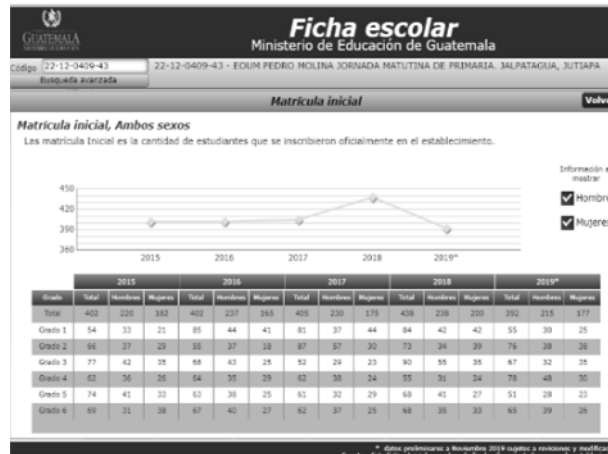 GUATEMALA
Ficha escolar
Ministerio de Educación de Guatemala
Código 22-12-0409-43
22-12-0409-43 - EOUM PEDRO MOLINA JORNADA MATUTINA DE PRIMARIA. JALPATAGUA, JUTIAPA
Busqueda avanzada
Matrícula inicial
Volv
Matrícula inicial, Ambos sexos
Las matrícula Inicial es la cantidad de estudiantes que se inscribieron oficialmente en el establecimiento.
Información a
mostrar
Hombre
Mujeres
450
420
390
360
2015 2016 2017 2018 2019*
2015 2016 2017 2018 2019*
Grado Total Hombres Mujeres Total Hombres Mujeres Total Hombres Mujeres Total Hombres Mujeres Total Hombres Mujeres
Total 402 220 182 402 237 165 405 230 175 438 238 200 392 215 177
Grado 1 54 33 21 85 44 41 81 37 44 84 42 42 55 30 25
Grado 2 66 37 29 55 37 18 87 57 30 73 34 39 76 38 38
Grado 3 77 42 35 68 43 25 52 29 23 90 55 35 67 32 35
Grado 4 62 36 26 64 35 29 62 38 24 55 31 24 78 48 30
Grado 5 74 41 33 63 38 25 61 32 29 68 41 27 51 28 23
Grado 6 69 31 38 67 40 27 62 37 25 68 35 33 65 39 26
* datos preliminares a Noviembre 2019 sujetos a revisiones y modificac